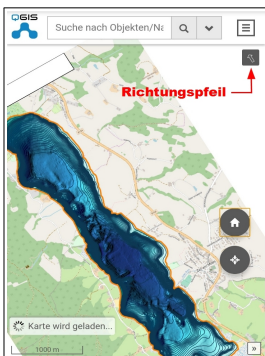 QGIS
Suche nach Objekten/Na
Richtungspfeil
Karte wird geladen...
1000 m
»